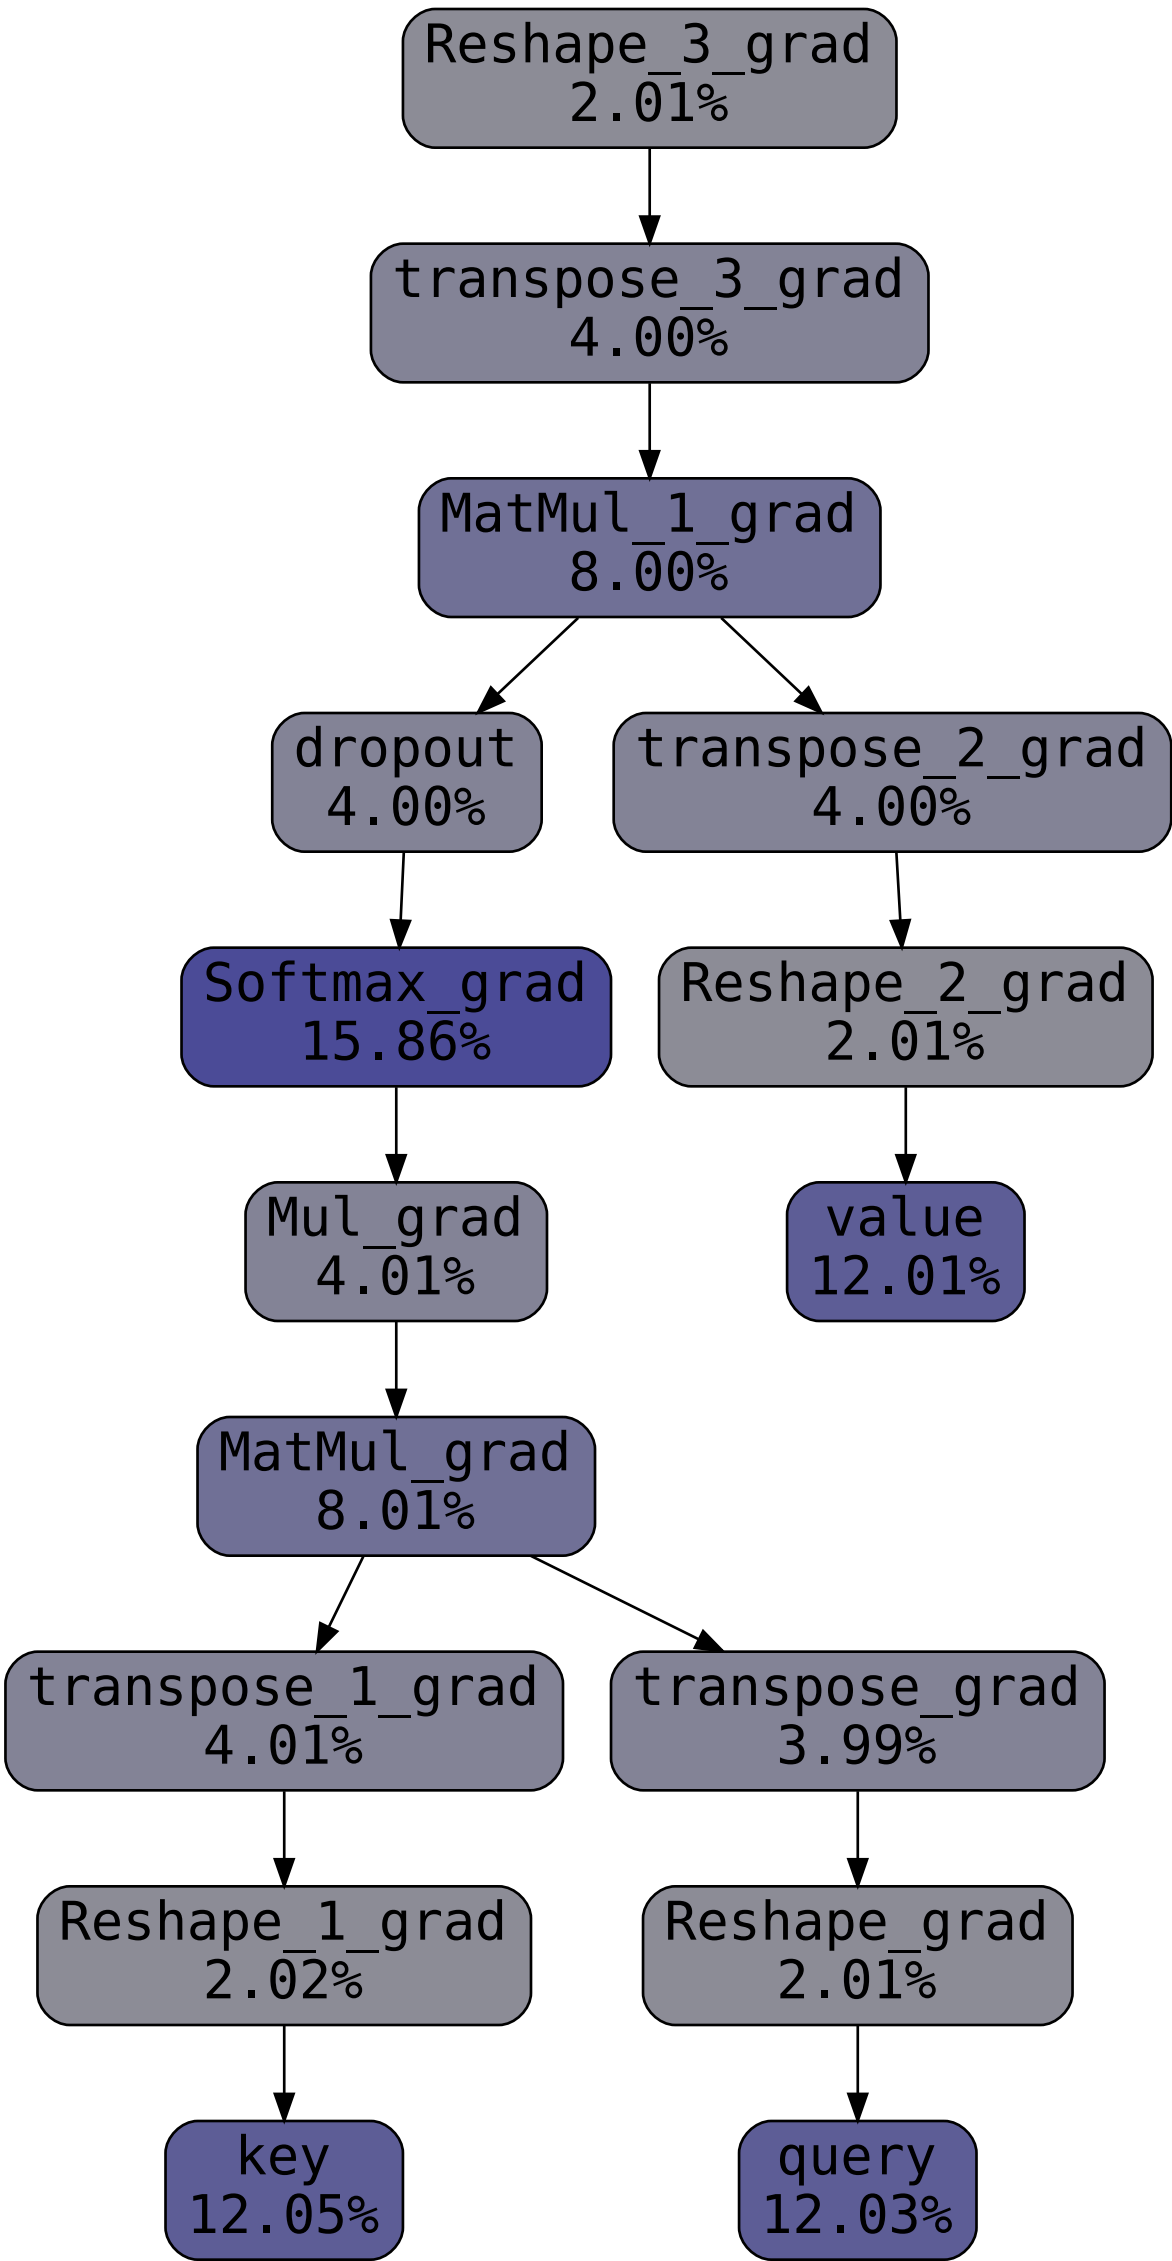 Reshape_3_grad
2.01%
transpose_3_grad
4.00%
MatMul_1_grad
8.00%
dropout
4.00%
transpose_2_grad
4.00%
Softmax_grad
15.86%
Reshape_2_grad
2.01%
Mul_grad
4.01%
value
12.01%
MatMul_grad
8.01%
transpose_1_grad
4.01%
transpose_grad
3.99%
Reshape_1_grad
2.02%
Reshape_grad
2.01%
key
12.05%
query
12.03%